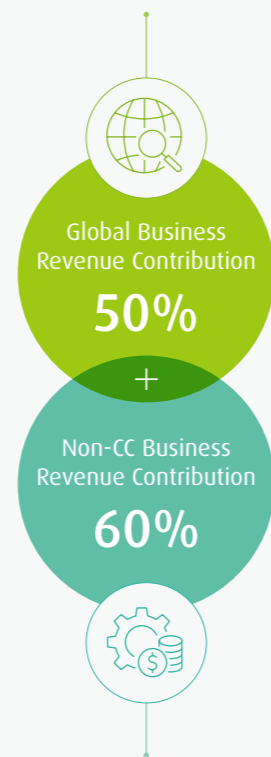 Global Business
Revenue Contribution
50%
+
Non-CC Business
Revenue Contribution
60%
$